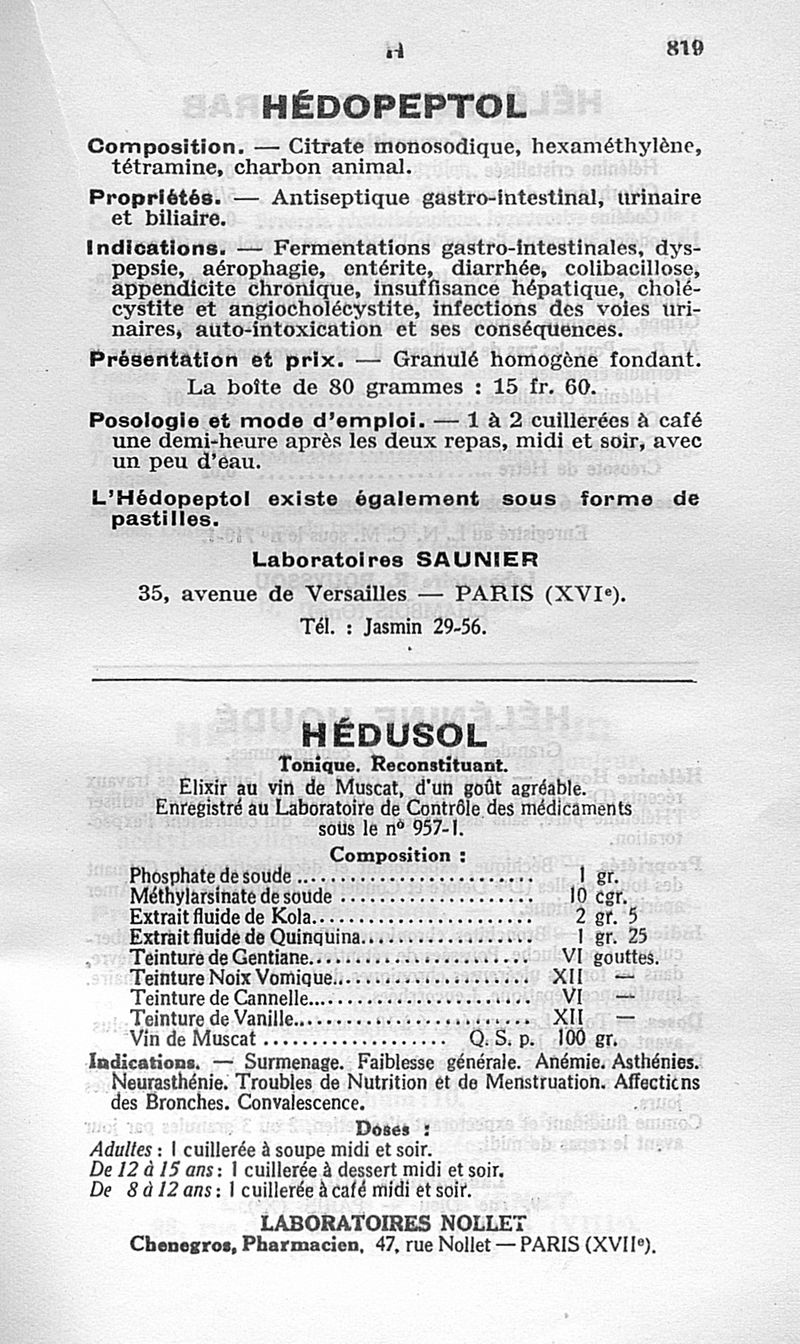 H
819
HÉDOPEPTOL
Composition. — Citrate monosodique, hexaméthylène,
tétramine, charbon animal.
Propriétés. — Antiseptique gastro-intestinal, urinaire
et biliaire.
Indications. — Fermentations gastro-intestinales, dys-
pepsie, aérophagie, entérite, diarrhée, colibacillose,
appendicite chronique, insuffisance hépatique, cholé-
cystite et angiocholécystite, infections des voies uri-
naires, auto-intoxication et ses conséquences.
Présentation et prix. — Granulé homogène fondant.
La boîte de 80 grammes : 15 fr. 60.
Posologie et mode d'emploi. — 1 à 2 cuillerées à café
une demi-heure après les deux repas, midi et soir, avec
un peu d'eau.
L'Hédopeptol existe également sous forme de
pastilles.
Laboratoires SAUNIER
35, avenue de Versailles — PARIS (XVIe).
Tél. : Jasmin 29-56.
HÉDUSOL
Tonique. Reconstituant.
Elixir au vin de Muscat, d'un goût agréable.
Enregistré au Laboratoire de Contrôle des médicaments
sous le nº 957-1.
Composition :
Phosphate de soude .......................... 1 gr.
Méthylarsinate de soude ..................... 10 cgr.
Extrait fluide de Kola........................ 2 gr. 5
Extrait fluide de Quinquina................... 1 gr. 25
Teinture de Gentiane........................ VI gouttes.
Teinture Noix Vomique...................... XII —
Teinture de Cannelle........................ VI —
Teinture de Vanille......................... XII —
Vin de Muscat .................... Q. S. p. 100 gr.
Indications. — Surmenage. Faiblesse générale. Anémie. Asthénies.
Neurasthénie. Troubles de Nutrition et de Menstruation. Affections
des Bronches. Convalescence.
Doses :
Adultes : 1 cuillerée à soupe midi et soir.
De 12 à 15 ans : 1 cuillerée à dessert midi et soir.
De 8 à 12 ans : 1 cuillerée à café midi et soir.
LABORATOIRES NOLLET
Chenegros, Pharmacien, 47, rue Nollet — PARIS (XVIIe).